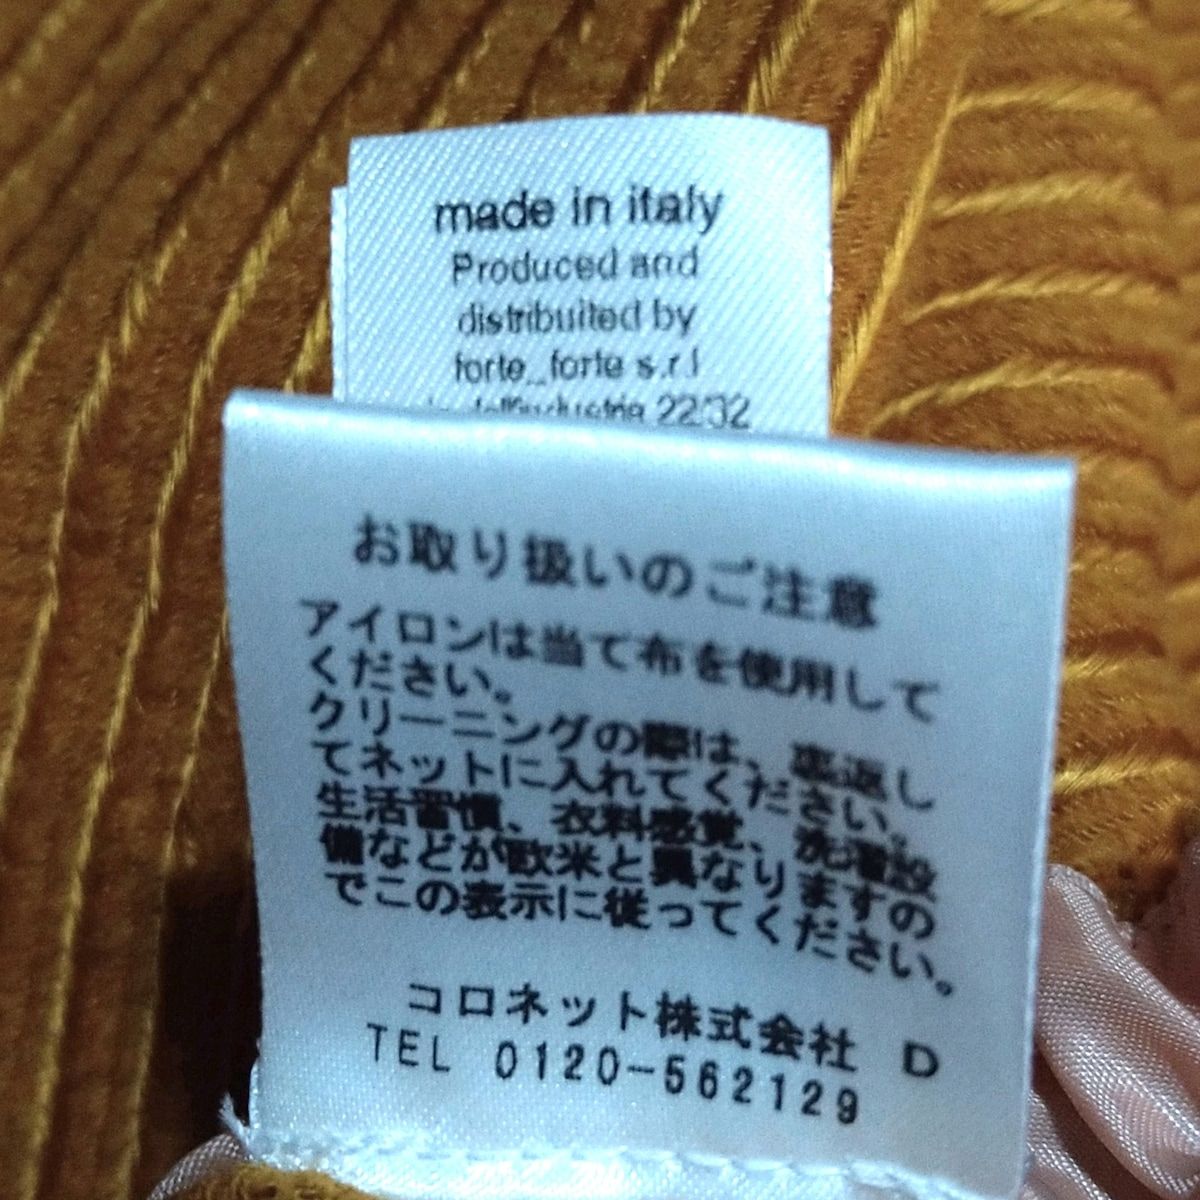 made in italy
Produced and
distribuited by
forte_forte s.r.l
22/32
お取り扱いのご注意
アイロンは当て布を使用して
ください。
クリーニングの際は、裏返し
てネットに入れてください。
生活習慣、衣料感覚、洗濯設
備などが欧米と異なりますの
でこの表示に従ってください。
コロネット株式会社 D
TEL 0120-562129